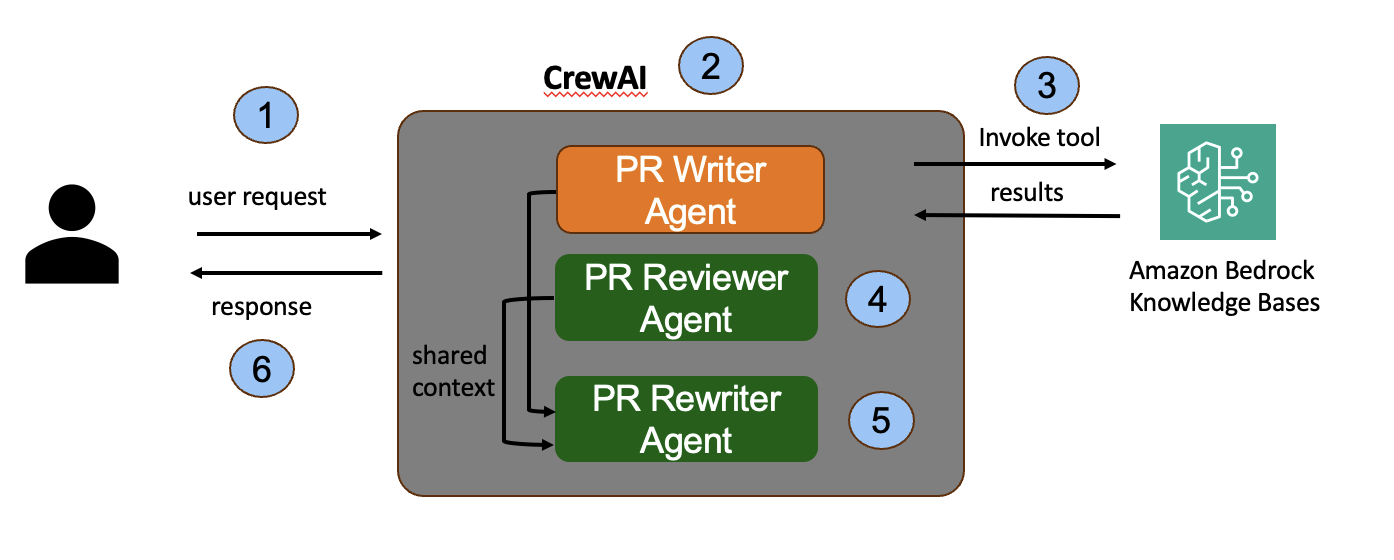 1
user request
response
6
CrewAI
2
PR Writer
Agent
PR Reviewer
Agent
4
shared
context
PR Rewriter
Agent
5
3
Invoke tool
results
Amazon Bedrock
Knowledge Bases